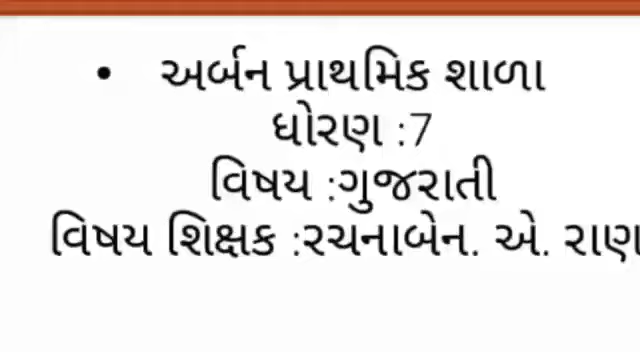 • અર્બન પ્રાથમિક શાળા
ધોરણ :7
વિષય :ગુજરાતી
વિષય શિક્ષક :રચનાબેન. એ.